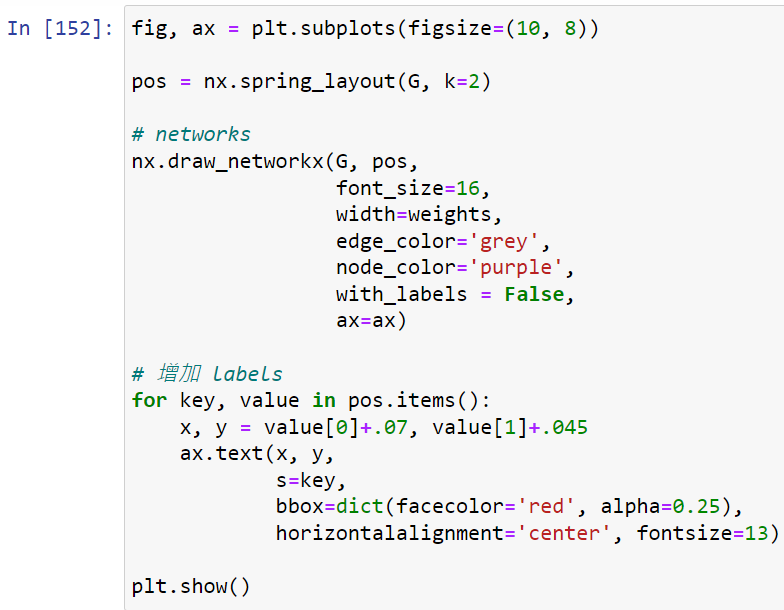 In [152]: fig, ax = plt.subplots(figsize=(10, 8))
pos = nx.spring_layout(G, k=2)
# networks
nx.draw_networkx(G, pos,
font_size=16,
width=weights,
edge_color='grey',
node_color='purple',
with_labels = False,
ax=ax)
# 增加 labels
for key, value in pos.items():
x, y = value[0]+.07, value[1]+.045
ax.text(x, y,
s=key,
bbox=dict(facecolor='red', alpha=0.25),
horizontalalignment='center', fontsize=13)
plt.show()